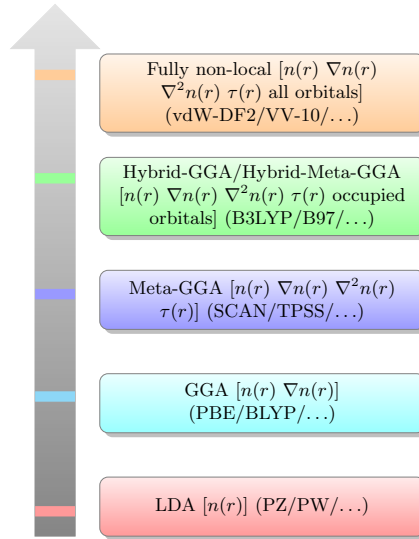 Fully non-local [n(r) ∇n(r)
∇²n(r) τ(r) all orbitals]
(vdW-DF2/VV-10/...)
Hybrid-GGA/Hybrid-Meta-GGA
[n(r) ∇n(r) ∇²n(r) τ(r) occupied
orbitals] (B3LYP/B97/...)
Meta-GGA [n(r) ∇n(r) ∇²n(r)
τ(r)] (SCAN/TPSS/...)
GGA [n(r) ∇n(r)]
(PBE/BLYP/...)
LDA [n(r)] (PZ/PW/...)